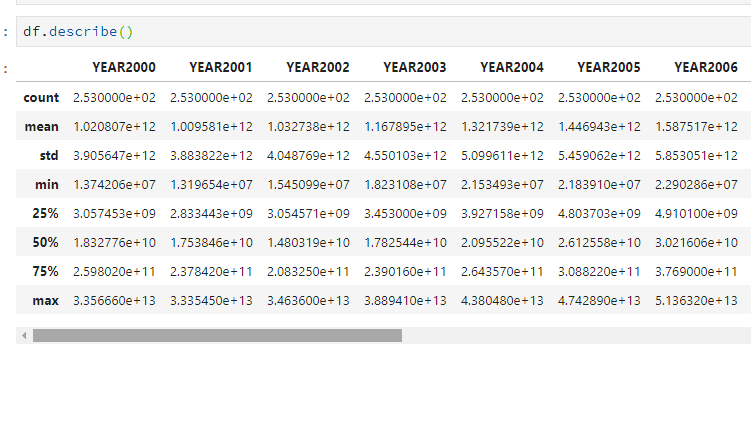 : df.describe()
: YEAR2000 YEAR2001 YEAR2002 YEAR2003 YEAR2004 YEAR2005 YEAR2006
count 2.530000e+02 2.530000e+02 2.530000e+02 2.530000e+02 2.530000e+02 2.530000e+02 2.530000e+02
mean 1.020807e+12 1.009581e+12 1.032738e+12 1.167895e+12 1.321739e+12 1.446943e+12 1.587517e+12
std 3.905647e+12 3.883822e+12 4.048769e+12 4.550103e+12 5.099611e+12 5.459062e+12 5.853051e+12
min 1.374206e+07 1.319654e+07 1.545099e+07 1.823108e+07 2.153493e+07 2.183910e+07 2.290286e+07
25% 3.057453e+09 2.833443e+09 3.054571e+09 3.453000e+09 3.927158e+09 4.803703e+09 4.910100e+09
50% 1.832776e+10 1.753846e+10 1.480319e+10 1.782544e+10 2.095522e+10 2.612558e+10 3.021606e+10
75% 2.598020e+11 2.378420e+11 2.083250e+11 2.390160e+11 2.643570e+11 3.088220e+11 3.769000e+11
max 3.356660e+13 3.335450e+13 3.463600e+13 3.889410e+13 4.380480e+13 4.742890e+13 5.136320e+13